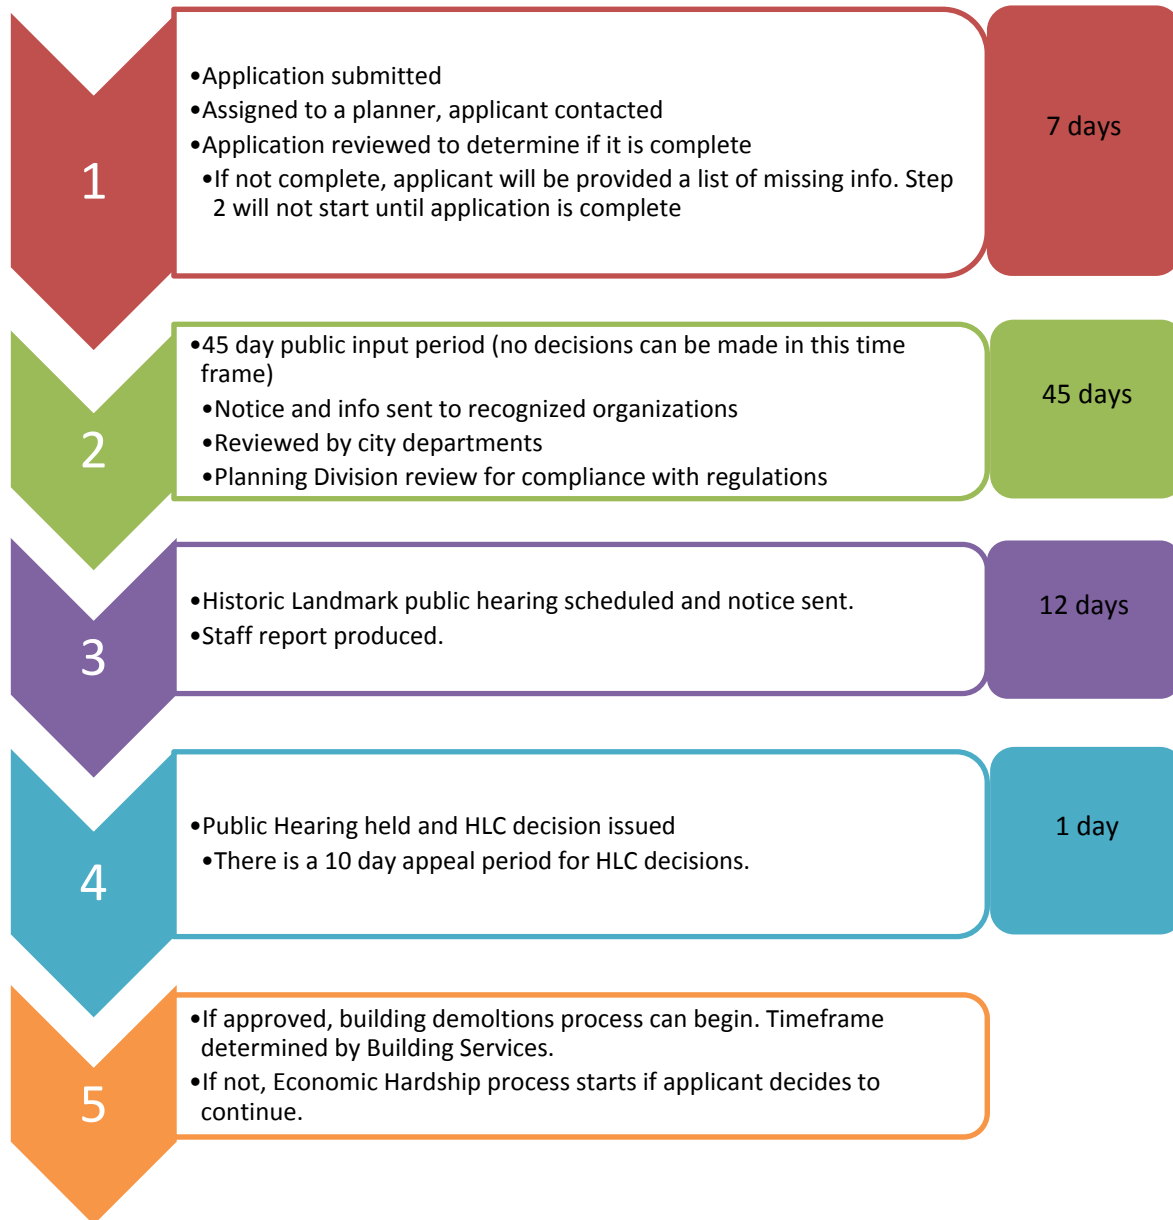 1
•Application submitted
•Assigned to a planner, applicant contacted
•Application reviewed to determine if it is complete
•If not complete, applicant will be provided a list of missing info. Step
2 will not start until application is complete
7 days
2
•45 day public input period (no decisions can be made in this time
frame)
•Notice and info sent to recognized organizations
•Reviewed by city departments
•Planning Division review for compliance with regulations
45 days
3
•Historic Landmark public hearing scheduled and notice sent.
•Staff report produced.
12 days
4
•Public Hearing held and HLC decision issued
•There is a 10 day appeal period for HLC decisions.
1 day
5
•If approved, building demoltions process can begin. Timeframe
determined by Building Services.
•If not, Economic Hardship process starts if applicant decides to
continue.